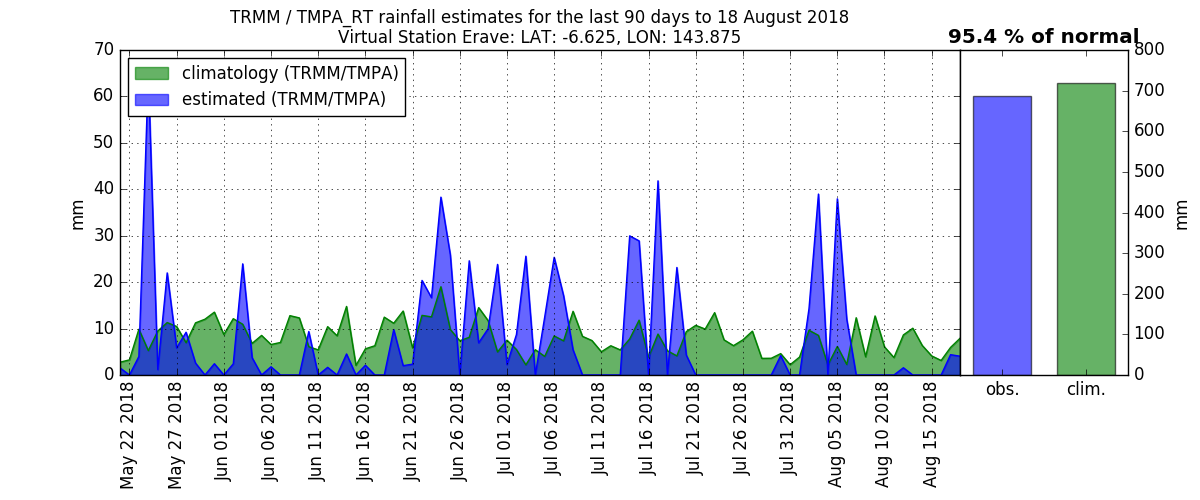 TRMM / TMPA_RT rainfall estimates for the last 90 days to 18 August 2018
Virtual Station Erave: LAT: -6.625, LON: 143.875
95.4 % of normal
climatology (TRMM/TMPA)
estimated (TRMM/TMPA)
70
60
50
40
30
20
10
0
mm
May 22 2018
May 27 2018
Jun 01 2018
Jun 06 2018
Jun 11 2018
Jun 16 2018
Jun 21 2018
Jun 26 2018
Jul 01 2018
Jul 06 2018
Jul 11 2018
Jul 16 2018
Jul 21 2018
Jul 26 2018
Jul 31 2018
Aug 05 2018
Aug 10 2018
Aug 15 2018
obs.
clim.
800
700
600
500
400
300
200
100
0
mm